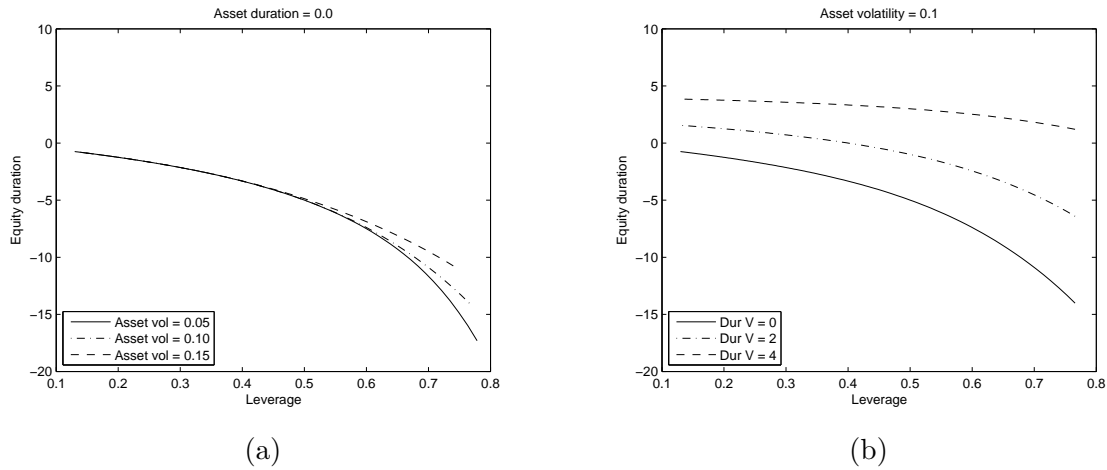 Asset duration = 0.0
10
5
0
−5
−10
−15
−20
Equity duration
Asset vol = 0.05
Asset vol = 0.10
Asset vol = 0.15
0.1 0.2 0.3 0.4 0.5 0.6 0.7 0.8
Leverage
(a)
Asset volatility = 0.1
10
5
0
−5
−10
−15
−20
Equity duration
Dur V = 0
Dur V = 2
Dur V = 4
0.1 0.2 0.3 0.4 0.5 0.6 0.7 0.8
Leverage
(b)